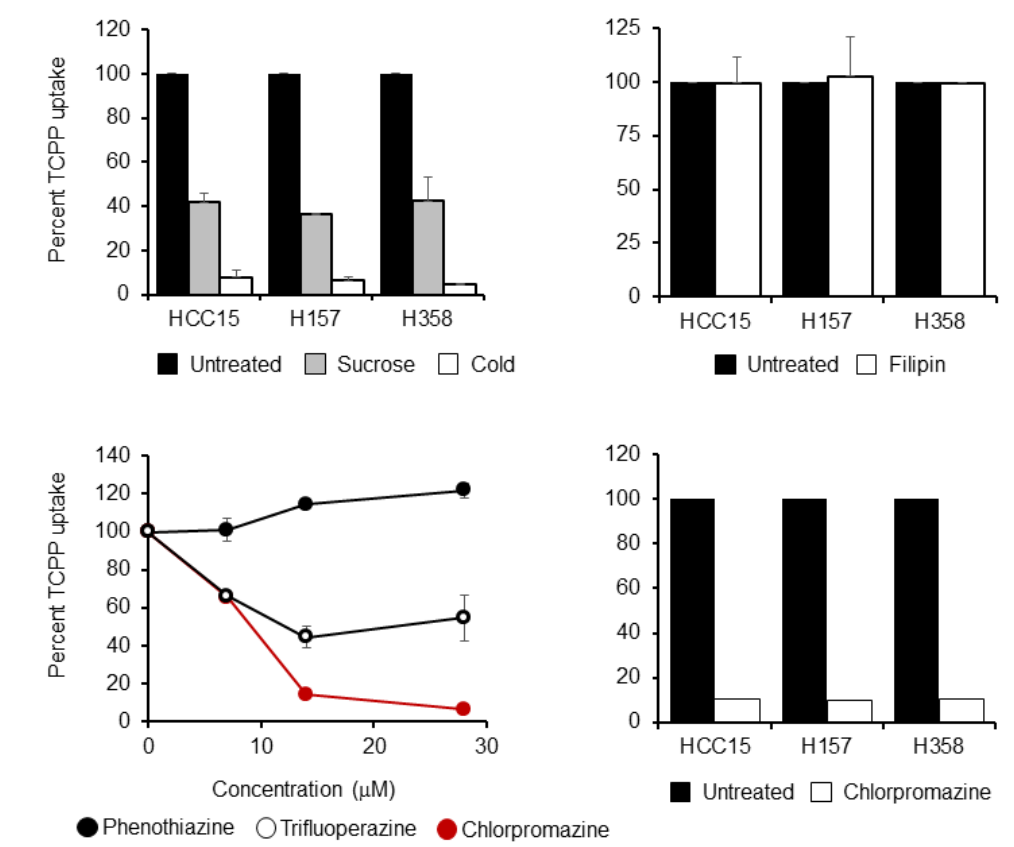 Percent TCPP uptake
120
100
80
60
40
20
0
HCC15 H157 H358
Untreated Sucrose Cold
125
100
75
50
25
0
HCC15 H157 H358
Untreated Filipin
Percent TCPP uptake
140
120
100
80
60
40
20
0
0 10 20 30
Concentration (µM)
Phenothiazine Trifluoperazine Chlorpromazine
120
100
80
60
40
20
0
HCC15 H157 H358
Untreated Chlorpromazine